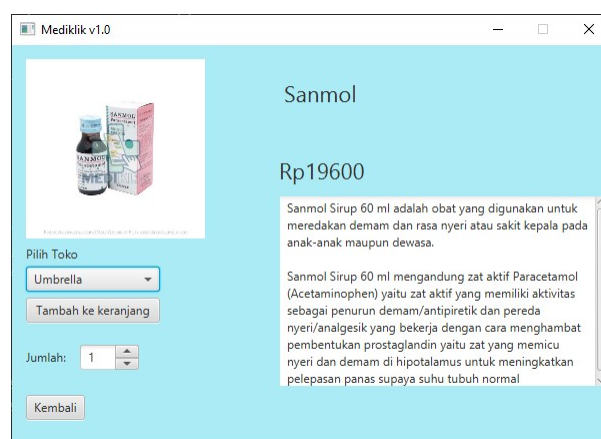 Mediklik v1.0
SANMOL
Paracetamol
SANMOL
MEDI
Sanmol
Rp19600
Pilih Toko
Umbrella
Tambah ke keranjang
Jumlah: 1
Kembali
Sanmol Sirup 60 ml adalah obat yang digunakan untuk
meredakan demam dan rasa nyeri atau sakit kepala pada
anak-anak maupun dewasa.
Sanmol Sirup 60 ml mengandung zat aktif Paracetamol
(Acetaminophen) yaitu zat aktif yang memiliki aktivitas
sebagai penurun demam/antipiretik dan pereda
nyeri/analgesik yang bekerja dengan cara menghambat
pembentukan prostaglandin yaitu zat yang memicu
nyeri dan demam di hipotalamus untuk meningkatkan
pelepasan panas supaya suhu tubuh normal